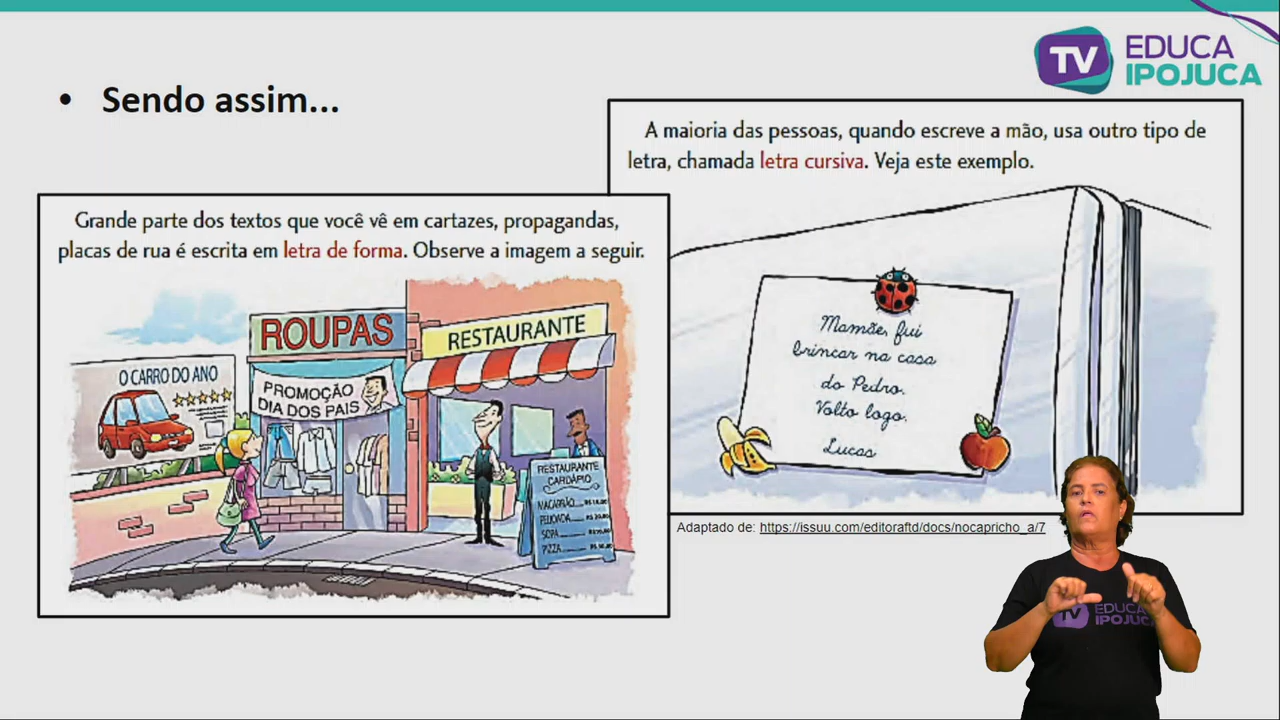 TV EDUCA
IPOJUCA
• Sendo assim...
A maioria das pessoas, quando escreve a mão, usa outro tipo de
letra, chamada letra cursiva. Veja este exemplo.
Grande parte dos textos que você vê em cartazes, propagandas,
placas de rua é escrita em letra de forma. Observe a imagem a seguir.
O CARRO DO ANO
ROUPAS
PROMOÇÃO
DIA DOS PAIS
RESTAURANTE
RESTAURANTE
CARDÁPIO
MACARRÃO
FEIJOADA
SOPA
PIZZA
Mamãe, fui
brincar na casa
do Pedro.
Volto logo.
Lucas
Adaptado de: https://issuu.com/editoraftd/docs/nocapricho_a/7
TV EDUCA
IPOJUCA